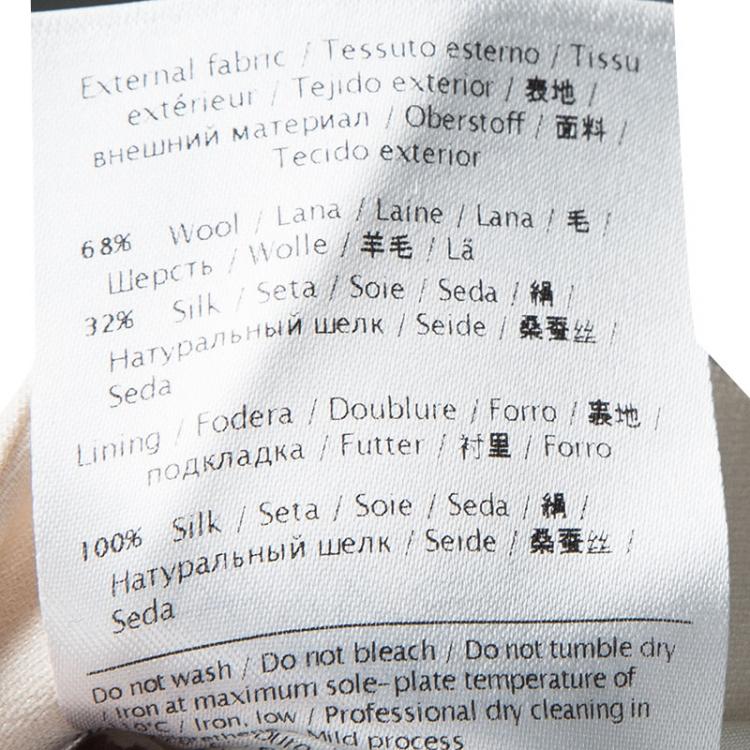 External fabric / Tessuto esterno / Tissu
extérieur / Tejido exterior / 表地 /
внешний материал / Oberstoff / 面料 /
Tecido exterior
68% Wool / Lana / Laine / Lana / 毛 /
Шерсть / Wolle / 羊毛 / Lä
32% Silk / Seta / Soie / Seda / 絹 /
Натуральный шелк / Seide / 桑蚕丝 /
Seda
Lining / Fodera / Doublure / Forro / 裏地 /
подкладка / Futter / 衬里 / Forro
100% Silk / Seta / Soie / Seda / 絹 /
Натуральный шелк / Seide / 桑蚕丝 /
Seda
Do not wash / Do not bleach / Do not tumble dry
/ Iron at maximum sole-plate temperature of
/ Iron, low / Professional dry cleaning in
Mild process